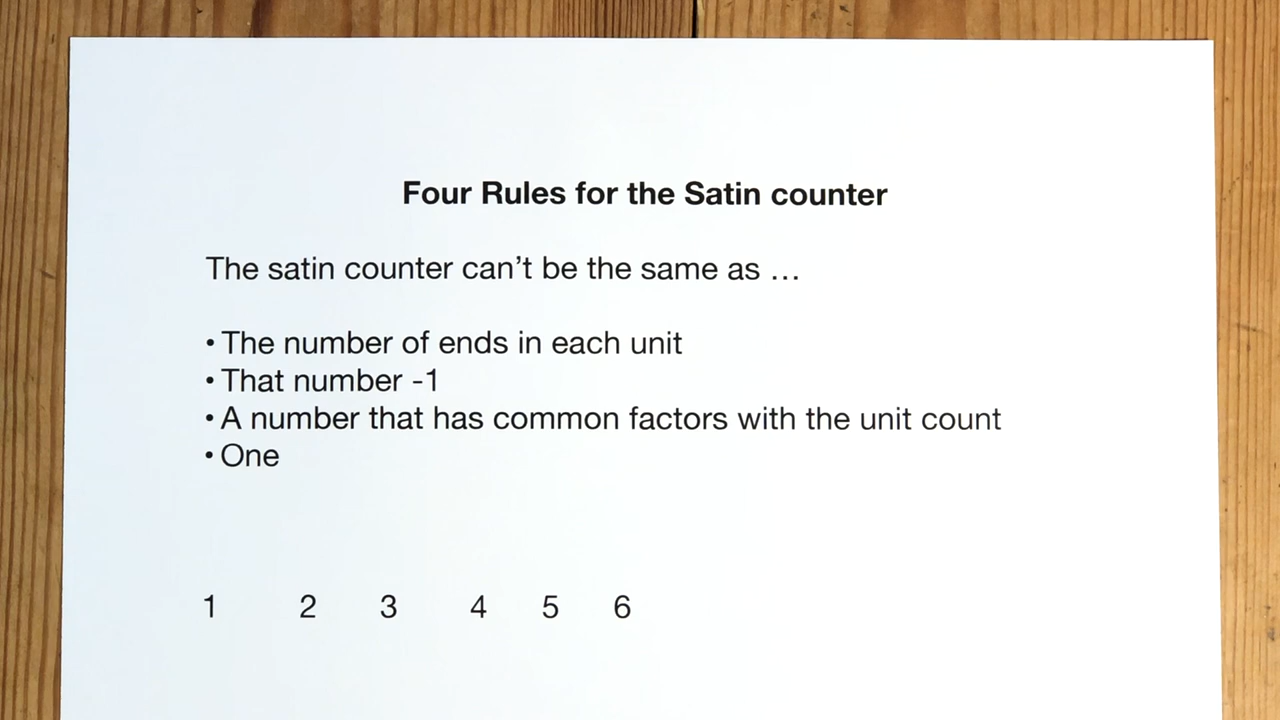 Four Rules for the Satin counter
The satin counter can’t be the same as …
• The number of ends in each unit
• That number -1
• A number that has common factors with the unit count
• One
1 2 3 4 5 6